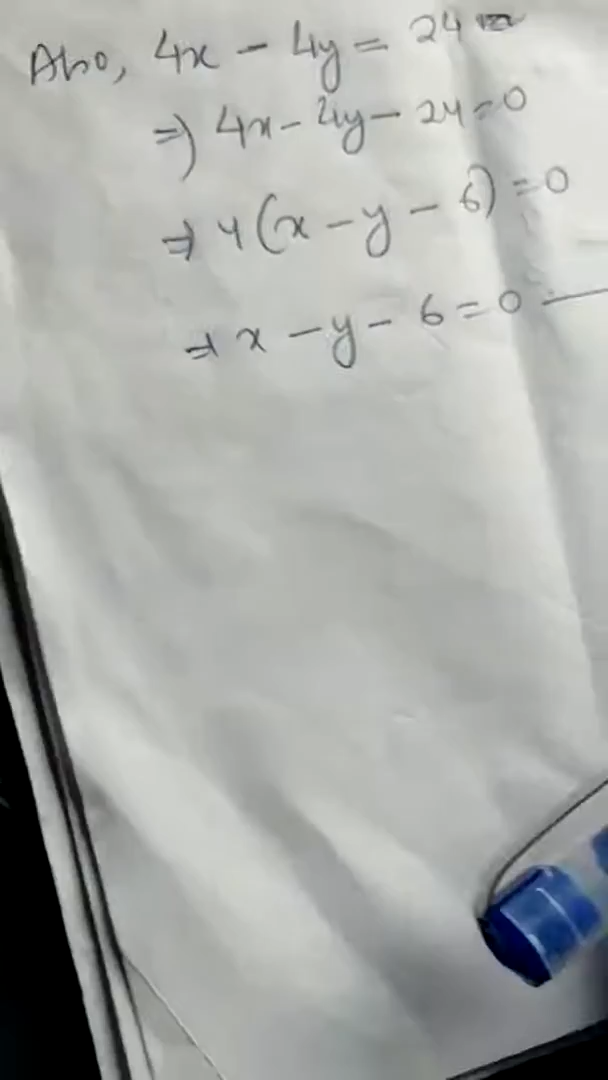 Also, 4x - 4y = 24
⇒ 4x - 4y - 24 = 0
⇒ 4(x - y - 6) = 0
⇒ x - y - 6 = 0 —